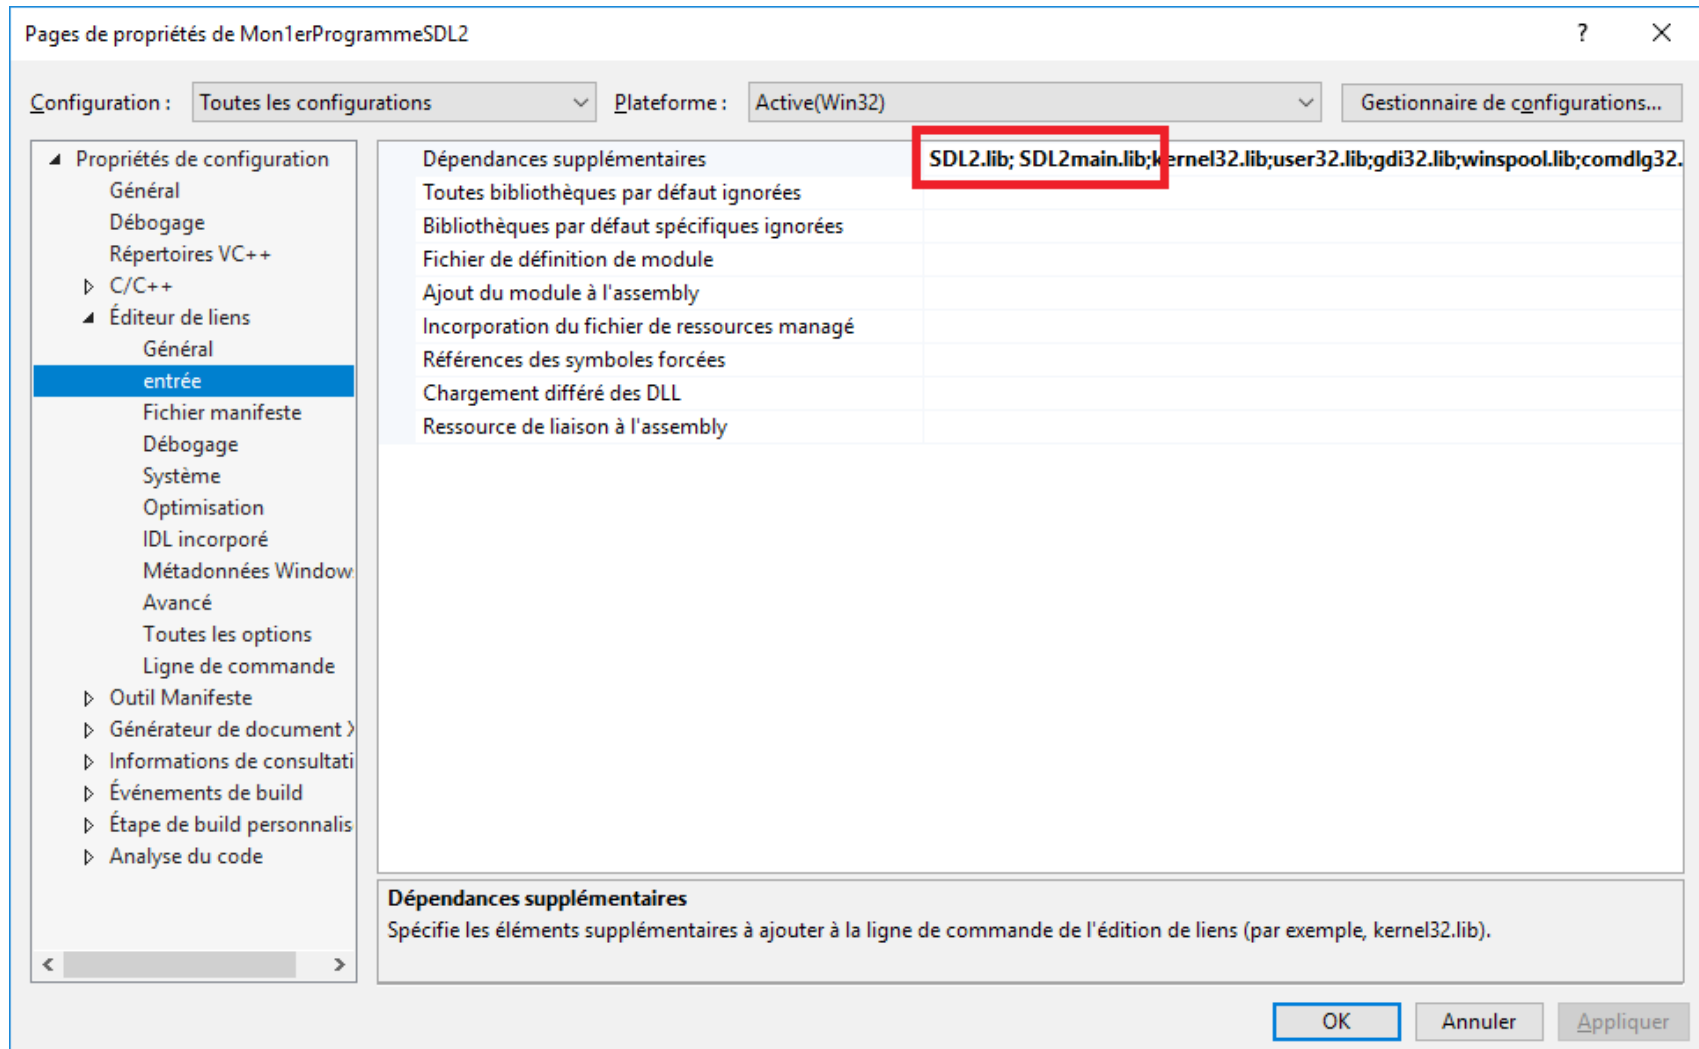 Pages de propriétés de Mon1erProgrammeSDL2
?
Configuration : Toutes les configurations Plateforme : Active(Win32) Gestionnaire de configurations...
Propriétés de configuration
Général
Débogage
Répertoires VC++
C/C++
Éditeur de liens
Général
entrée
Fichier manifeste
Débogage
Système
Optimisation
IDL incorporé
Métadonnées Window
Avancé
Toutes les options
Ligne de commande
Outil Manifeste
Générateur de document
Informations de consultati
Événements de build
Étape de build personnalis
Analyse du code
Dépendances supplémentaires SDL2.lib; SDL2main.lib;kernel32.lib;user32.lib;gdi32.lib;winspool.lib;comdlg32.
Toutes bibliothèques par défaut ignorées
Bibliothèques par défaut spécifiques ignorées
Fichier de définition de module
Ajout du module à l'assembly
Incorporation du fichier de ressources managé
Références des symboles forcées
Chargement différé des DLL
Ressource de liaison à l'assembly
Dépendances supplémentaires
Spécifie les éléments supplémentaires à ajouter à la ligne de commande de l'édition de liens (par exemple, kernel32.lib).
OK Annuler Appliquer